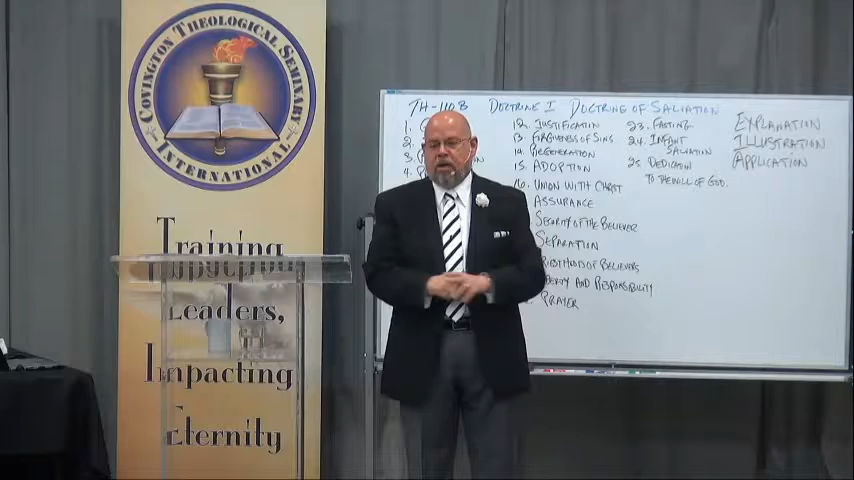 COVINGTON THEOLOGICAL SEMINARY
INTERNATIONAL
Training
Leaders,
Impacting
Eternity
TH-1108 DOCTRINE I DOCTRINE OF SALVATION
1.
2.
3.
4.
12. JUSTIFICATION
13. FORGIVENESS OF SINS
14. REGENERATION
15. ADOPTION
16. UNION WITH CHRIST
ASSURANCE
SECURITY OF THE BELIEVER
SEPARATION
PRIESTHOOD OF BELIEVERS
AND RESPONSIBILITY
PRAYER
23. FASTING
24. INFANT
SALVATION
25 DEDICATION
TO THE WILL OF GOD.
EXPLANATION
ILLUSTRATION
APPLICATION